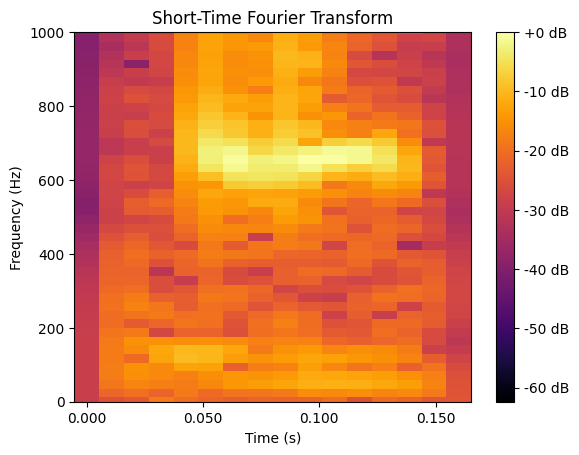 Short-Time Fourier Transform
1000
800
600
400
200
0
Frequency (Hz)
0.000
0.050
0.100
0.150
Time (s)
+0 dB
-10 dB
-20 dB
-30 dB
-40 dB
-50 dB
-60 dB